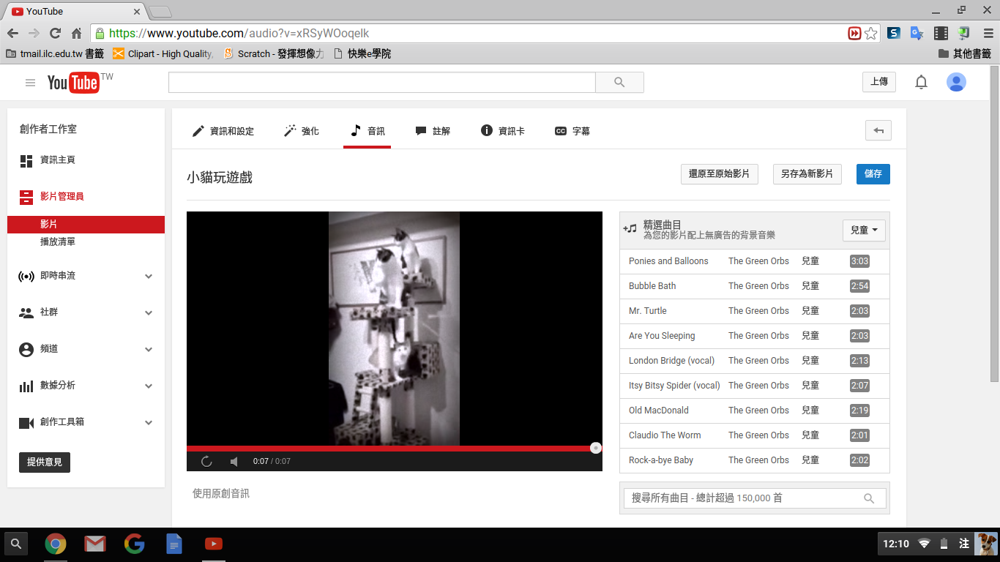 YouTube
https://www.youtube.com/audio?v=xRSyWOoqeIk
tmail.ilc.edu.tw 書籤
Clipart - High Quality,
Scratch - 發揮想像力
快樂e學院
其他書籤
YouTube TW
上傳
創作者工作室
資訊主頁
影片管理員
影片
播放清單
即時串流
社群
頻道
數據分析
創作工具箱
提供意見
資訊和設定
強化
音訊
註解
資訊卡
CC 字幕
小貓玩遊戲
還原至原始影片
另存為新影片
儲存
0:07 / 0:07
使用原創音訊
精選曲目
為您的影片配上無廣告的背景音樂
兒童
Ponies and Balloons The Green Orbs 兒童 3:03
Bubble Bath The Green Orbs 兒童 2:54
Mr. Turtle The Green Orbs 兒童 2:03
Are You Sleeping The Green Orbs 兒童 2:03
London Bridge (vocal) The Green Orbs 兒童 2:13
Itsy Bitsy Spider (vocal) The Green Orbs 兒童 2:07
Old MacDonald The Green Orbs 兒童 2:19
Claudio The Worm The Green Orbs 兒童 2:01
Rock-a-bye Baby The Green Orbs 兒童 2:02
搜尋所有曲目 - 總計超過 150,000 首
12:10
注